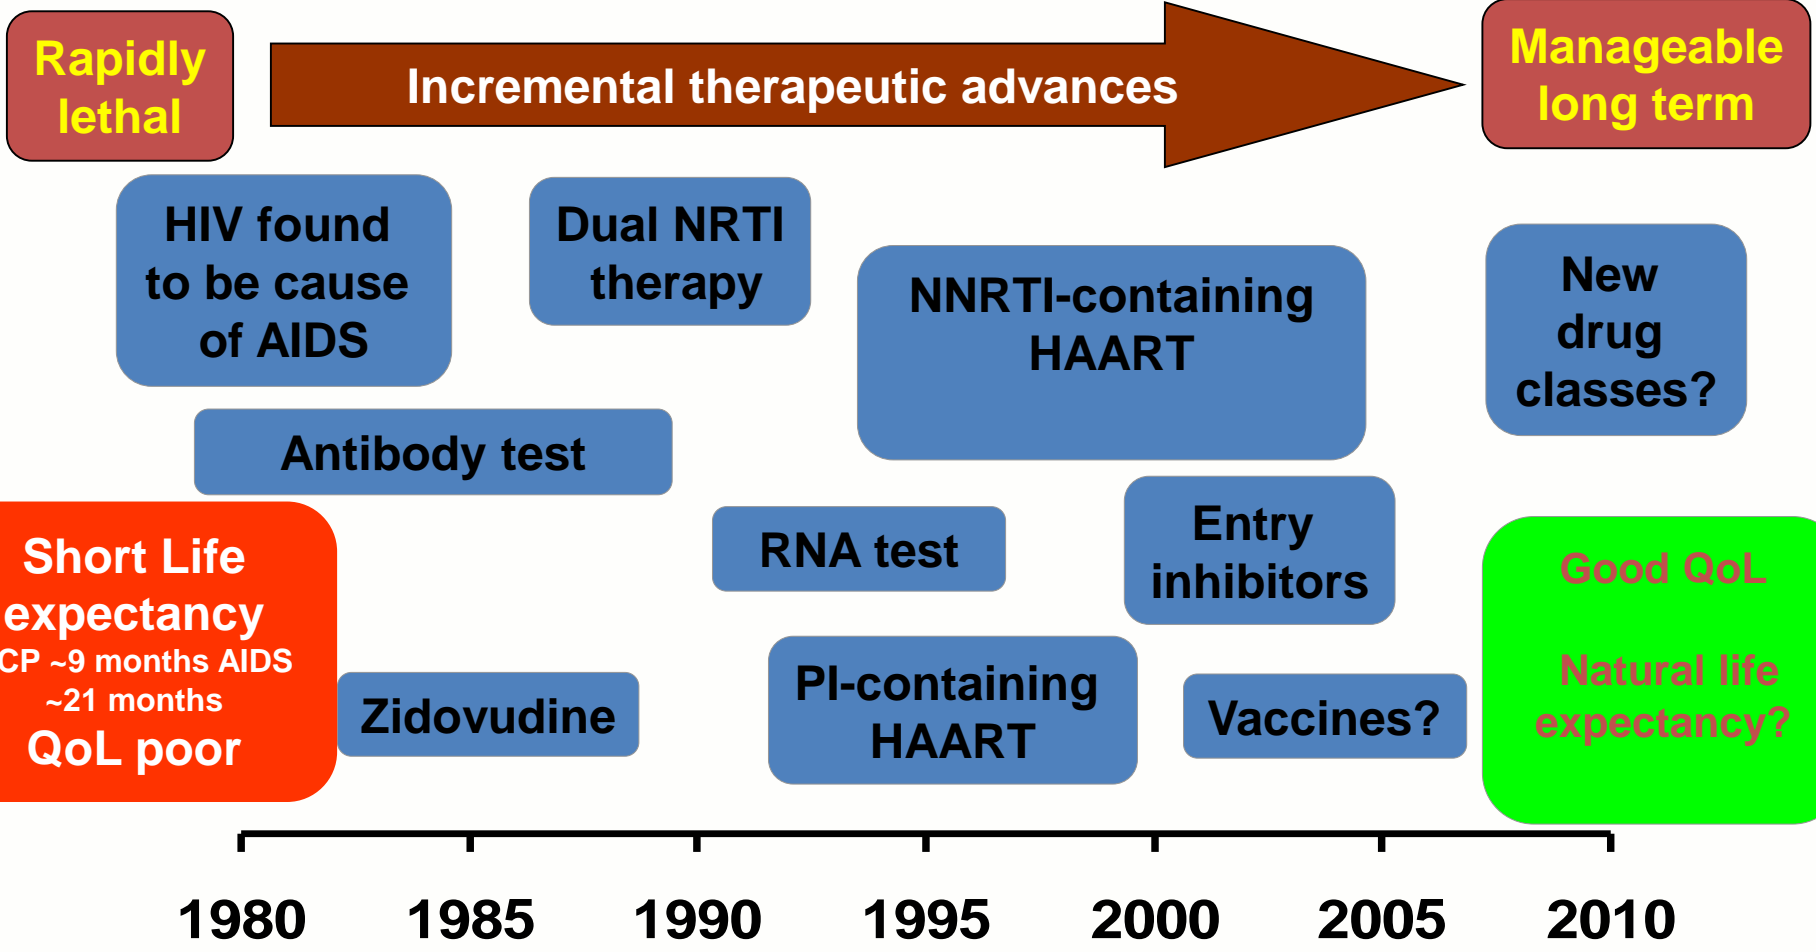 Rapidly
lethal
Incremental therapeutic advances
Manageable
long term
HIV found
to be cause
of AIDS
Dual NRTI
therapy
NNRTI-containing
HAART
New
drug
classes?
Antibody test
Short Life
expectancy
CP ~9 months AIDS
~21 months
QoL poor
RNA test
Entry
inhibitors
Good QoL
Natural life
expectancy?
Zidovudine
PI-containing
HAART
Vaccines?
1980 1985 1990 1995 2000 2005 2010